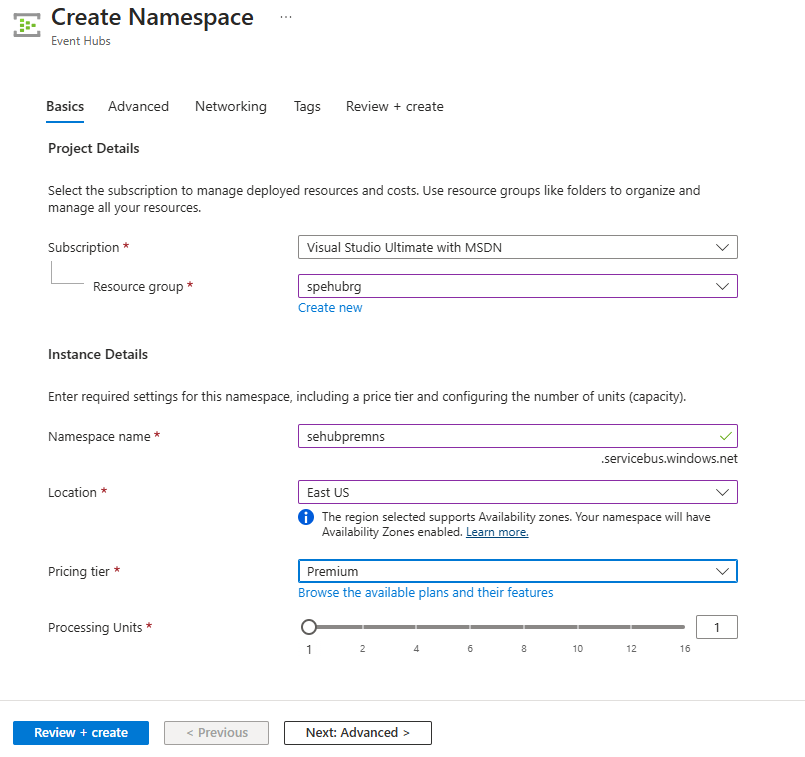 Create Namespace ...
Event Hubs
Basics Advanced Networking Tags Review + create
Project Details
Select the subscription to manage deployed resources and costs. Use resource groups like folders to organize and
manage all your resources.
Subscription * Visual Studio Ultimate with MSDN
Resource group * spehubrg
Create new
Instance Details
Enter required settings for this namespace, including a price tier and configuring the number of units (capacity).
Namespace name * sehubpremns
.servicebus.windows.net
Location * East US
The region selected supports Availability zones. Your namespace will have
Availability Zones enabled. Learn more.
Pricing tier * Premium
Browse the available plans and their features
Processing Units * 1
1 2 4 6 8 10 12 16
Review + create < Previous Next: Advanced >